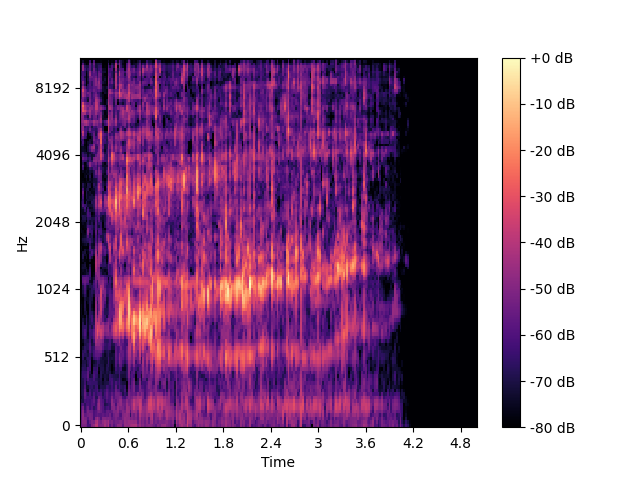 8192
4096
2048
1024
512
0
Hz
0 0.6 1.2 1.8 2.4 3 3.6 4.2 4.8
Time
+0 dB
-10 dB
-20 dB
-30 dB
-40 dB
-50 dB
-60 dB
-70 dB
-80 dB